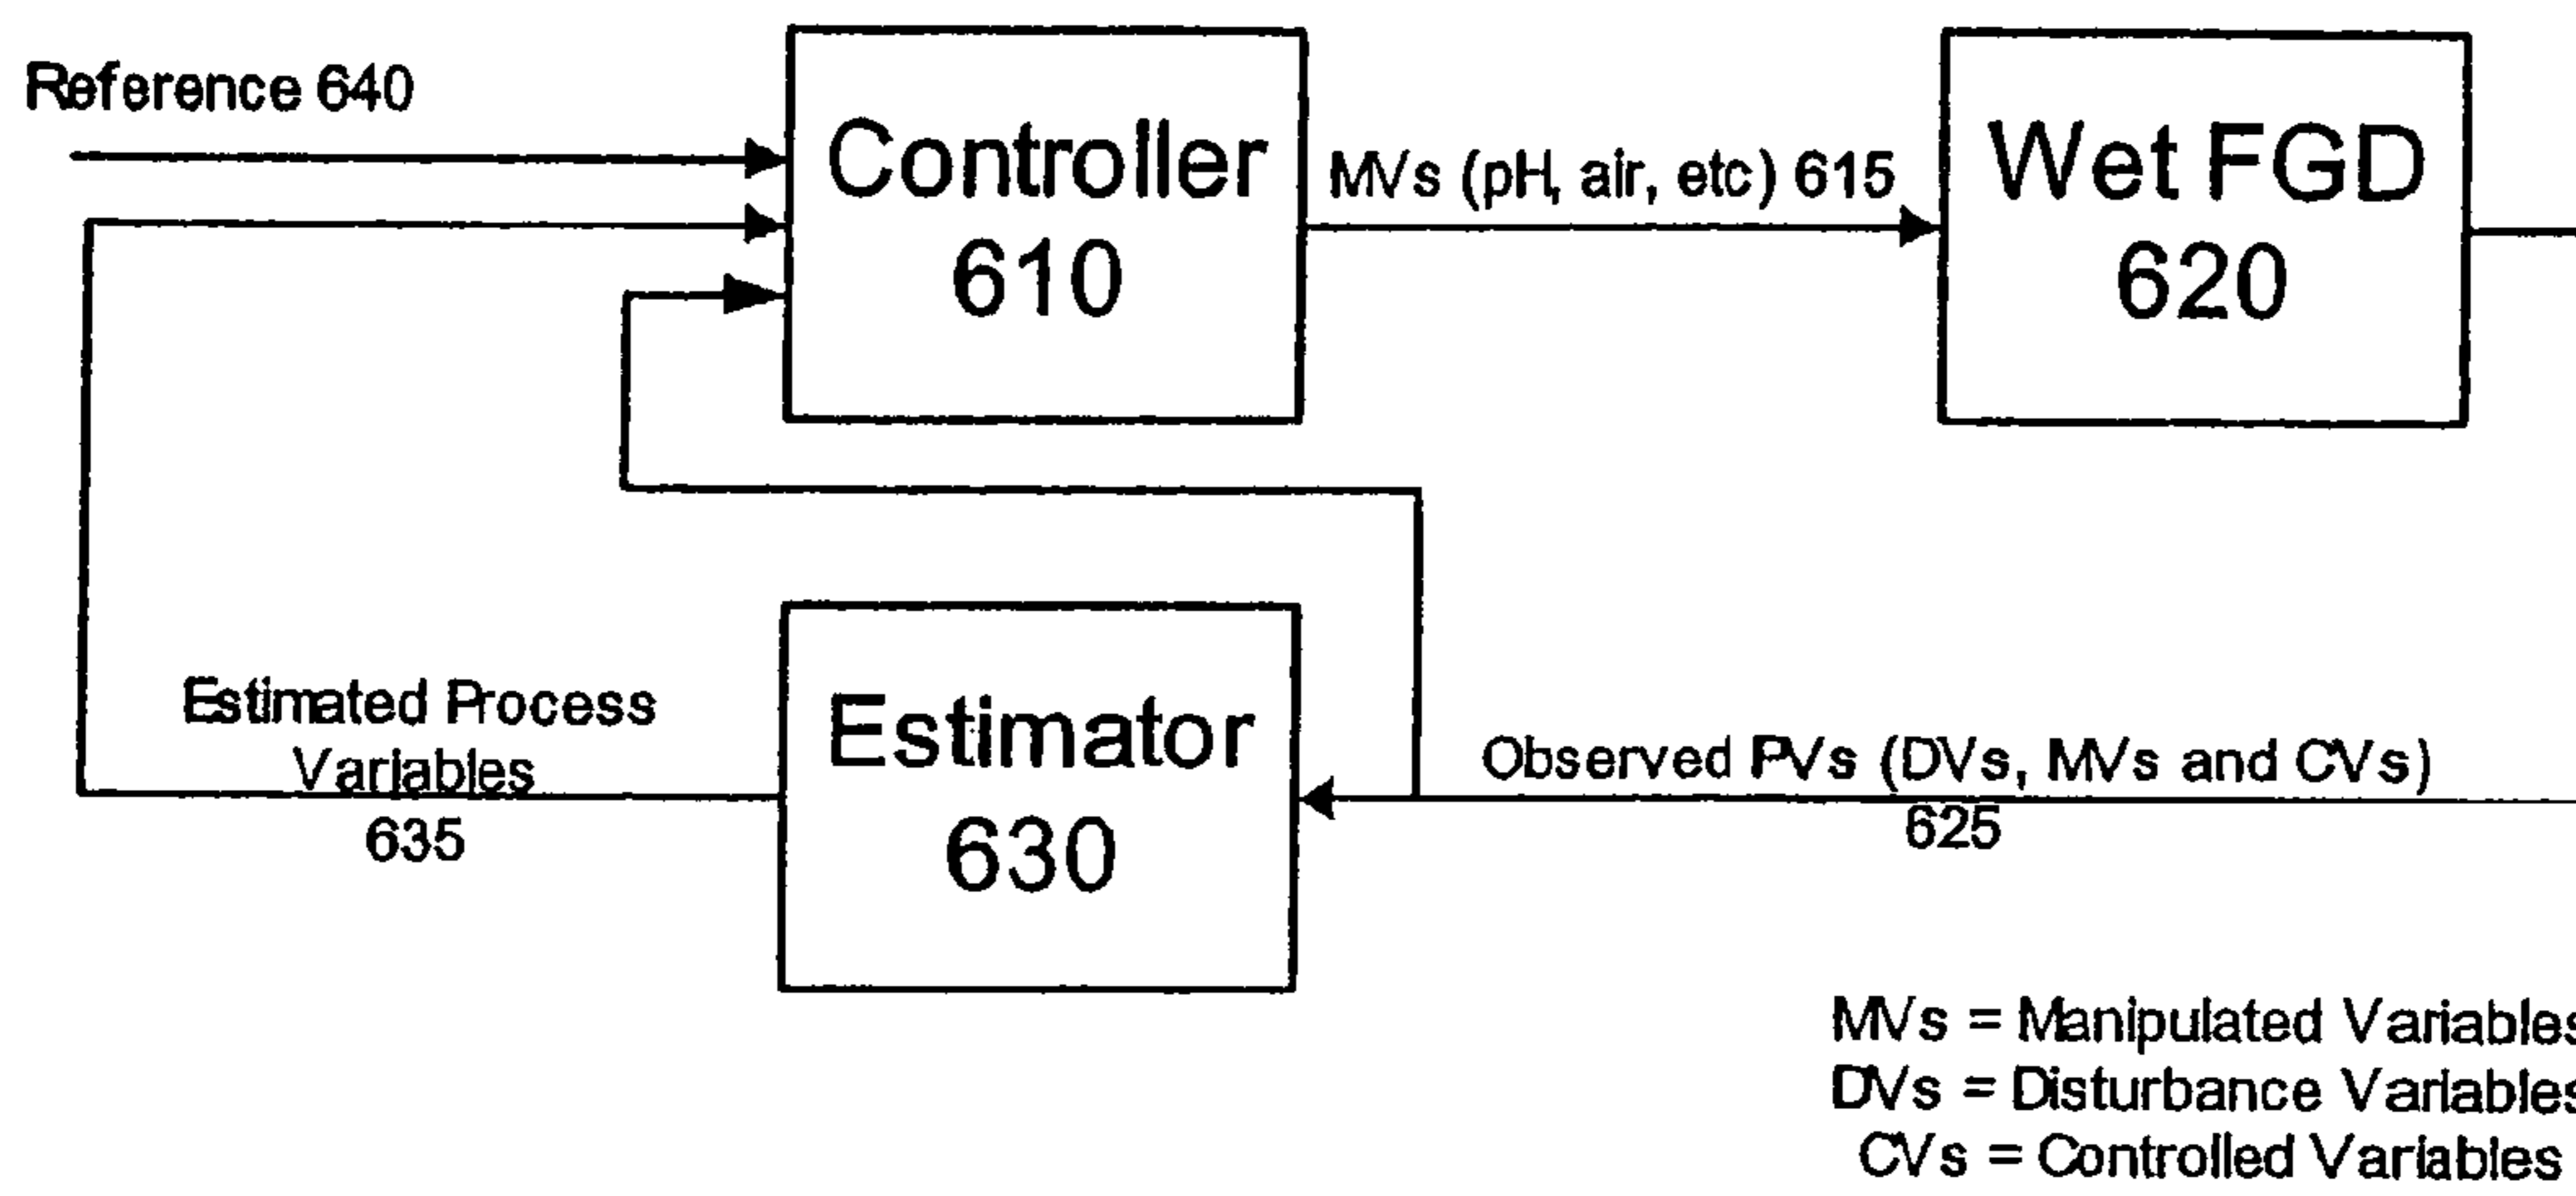 Reference 640
Controller
610
MVs (pH, air, etc) 615
Wet FGD
620
Estimated Process
Variables
635
Estimator
630
Observed PVs (DVs, MVs and CVs)
625
MVs = Manipulated Variables
DVs = Disturbance Variables
CVs = Controlled Variables